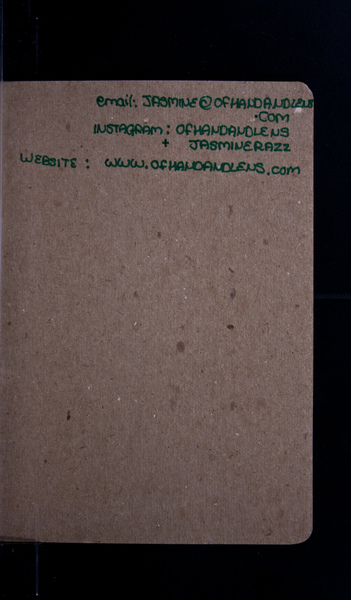 email: JASMINE@OFHANDANDLENS
.COM
INSTAGRAM: OFHANDANDLENS
+ JASMINERAZZ
WEBSITE: www.OFHANDANDLENS.com